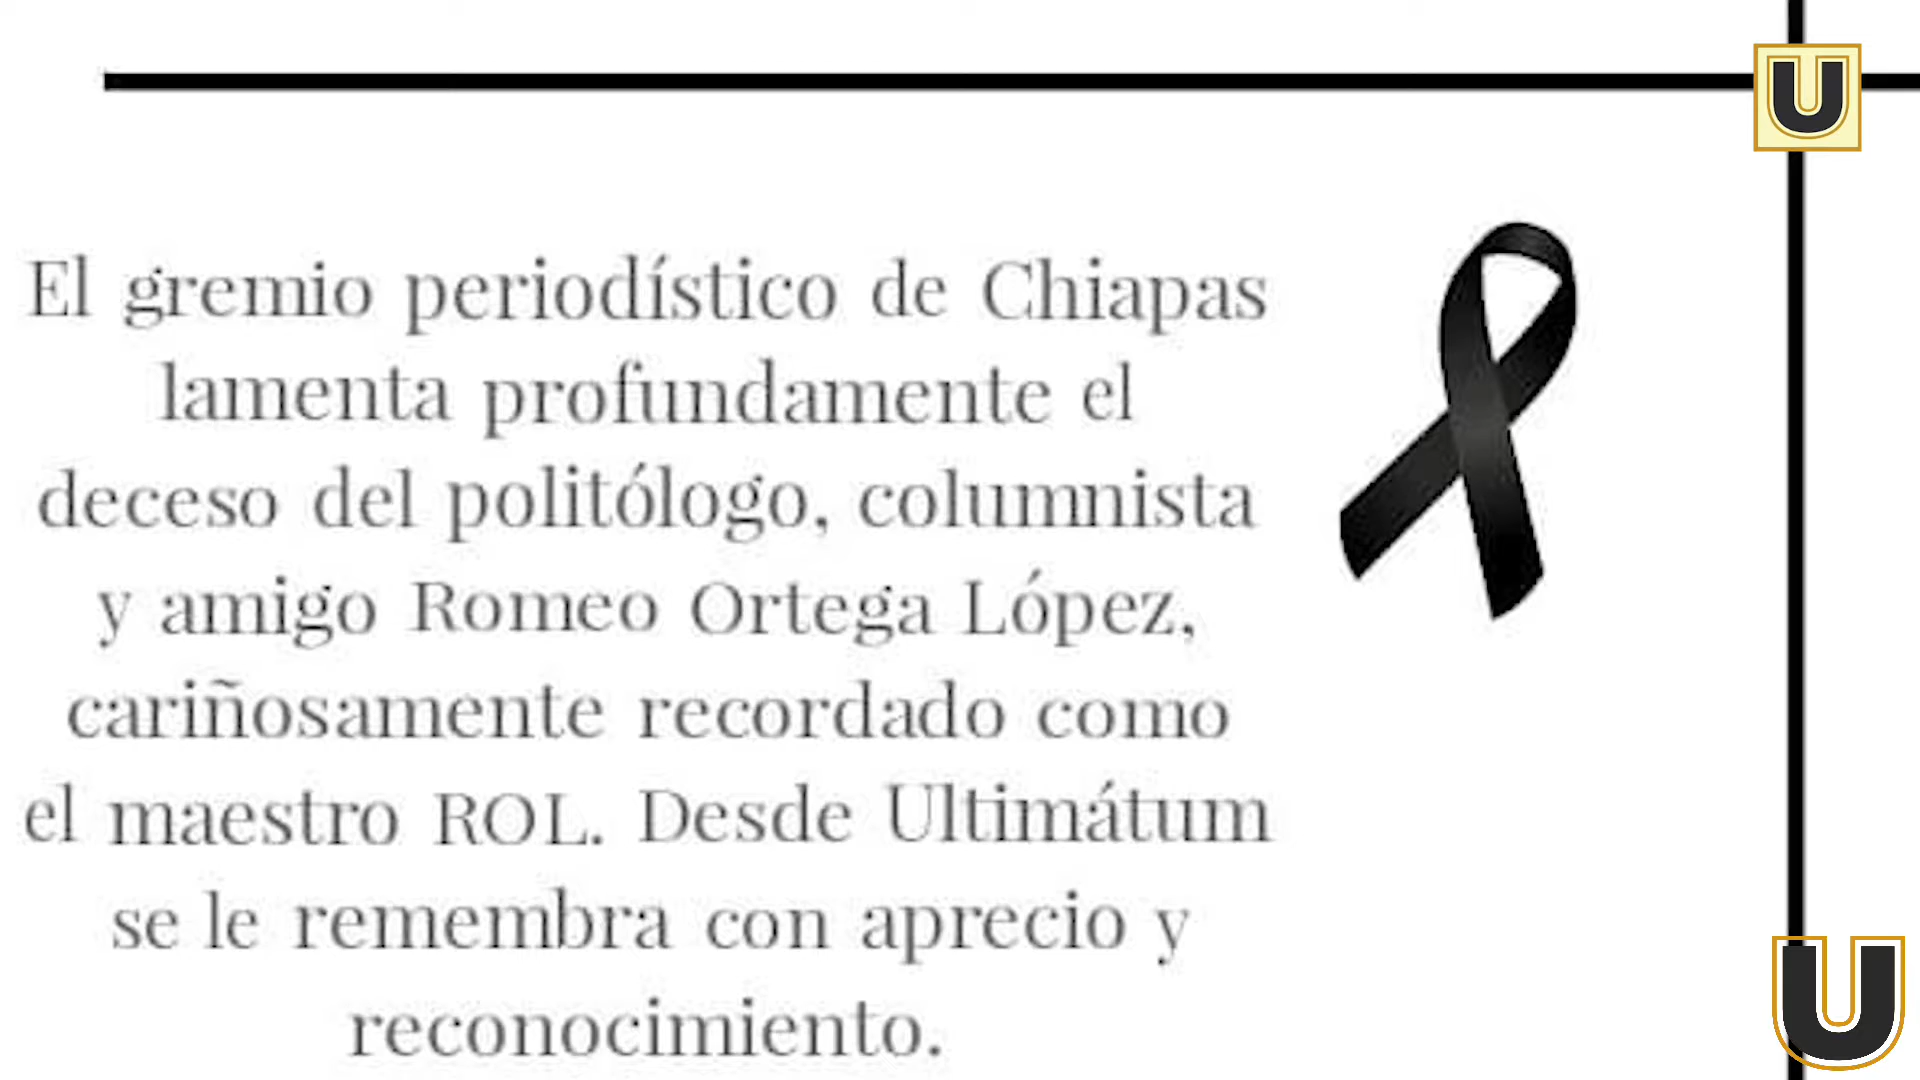 U
El gremio periodístico de Chiapas
lamenta profundamente el
deceso del politólogo, columnista
y amigo Romeo Ortega López,
cariñosamente recordado como
el maestro ROL. Desde Ultimátum
se le remembra con aprecio y
reconocimiento.
U